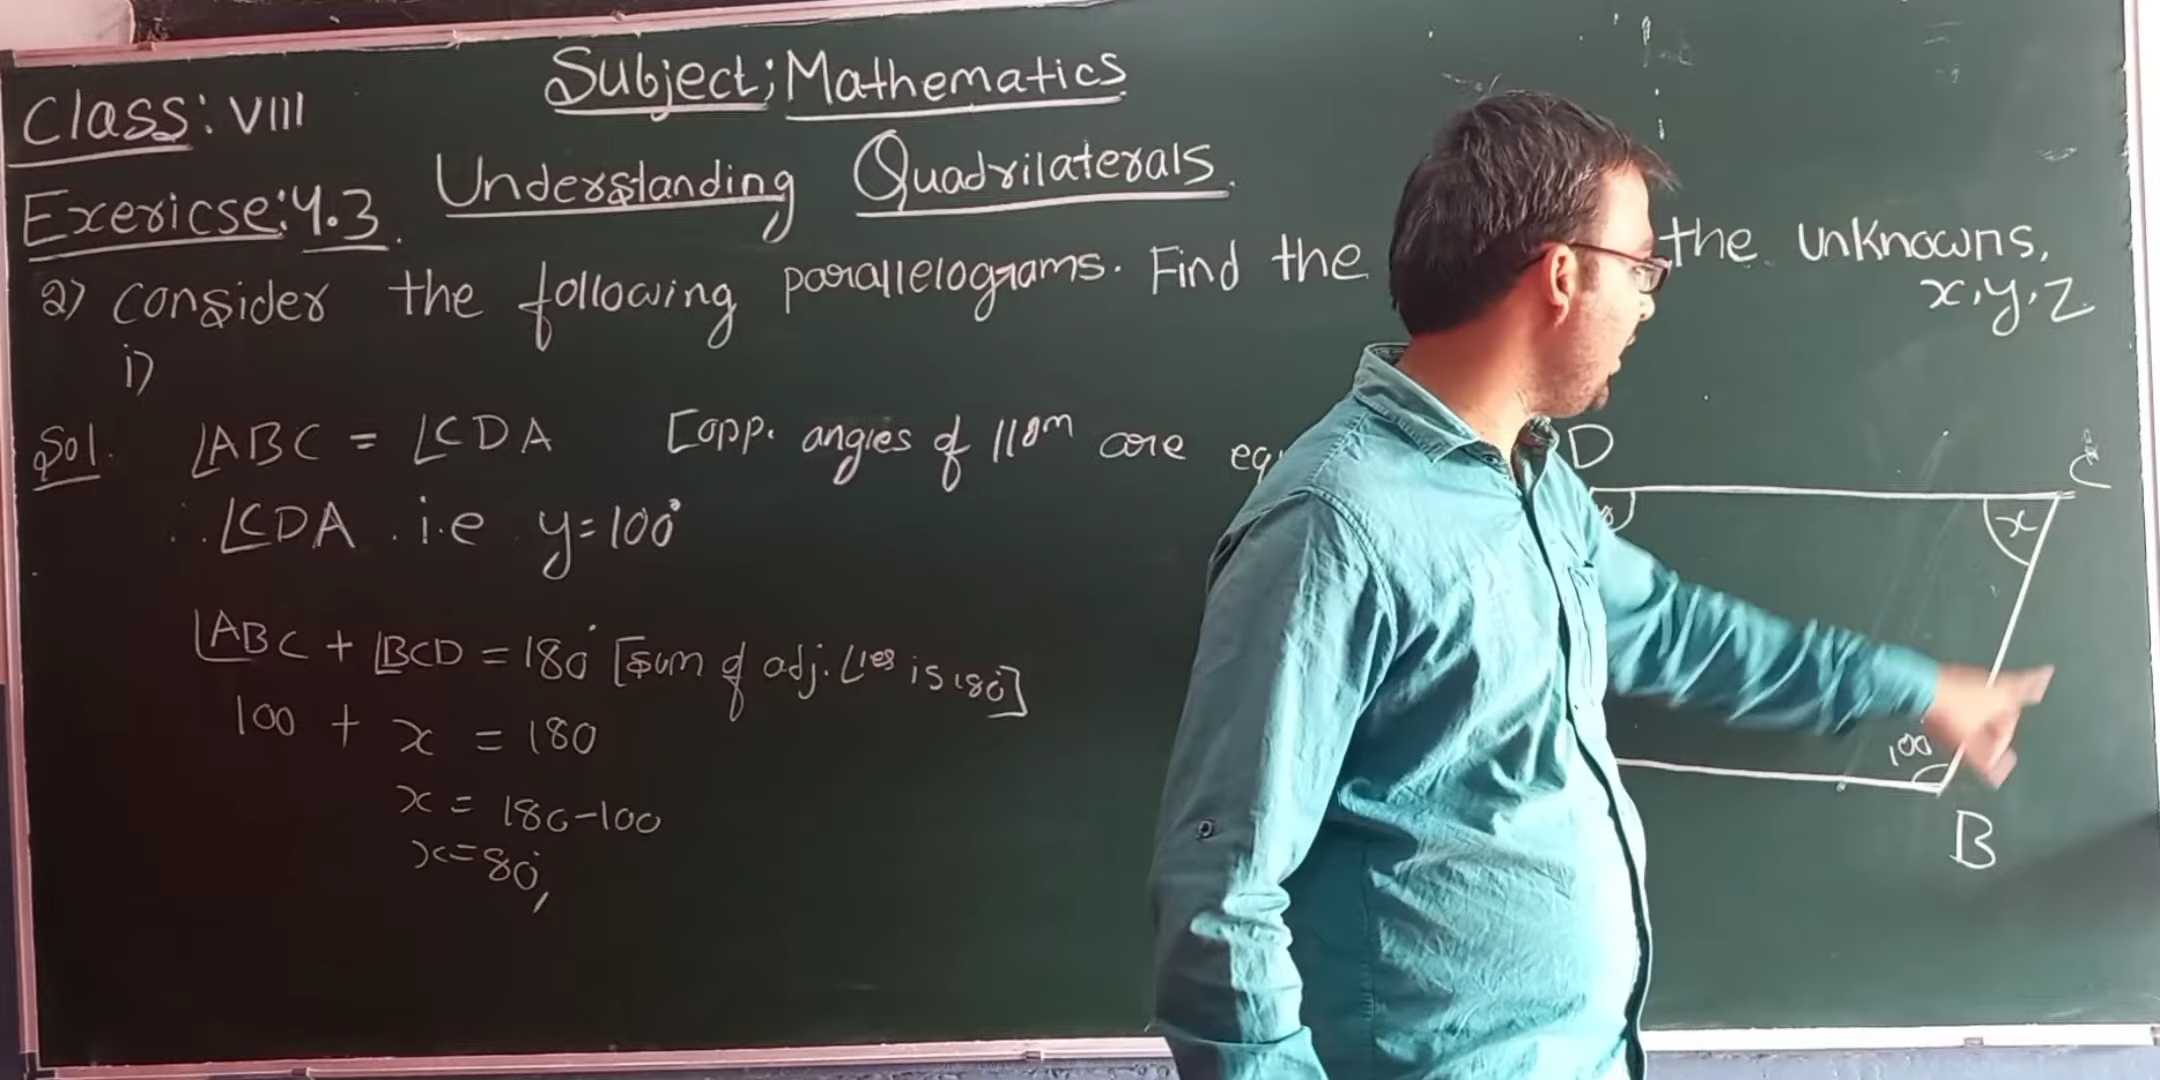 Subject; Mathematics
Class: VIII
Understanding Quadrilaterals.
Exericse: 4.3.
2) Consider the following parallelograms. Find the the unknowns,
x, y, z.
i)
Sol. ∠ABC = ∠CDA [opp. angles of ||gm are eq
∴ ∠CDA i.e y = 100°
∠ABC + ∠BCD = 180° [Sum of adj. ∠les is 180°]
100 + x = 180
x = 180 - 100
x = 80°,
D
C
x
100
B